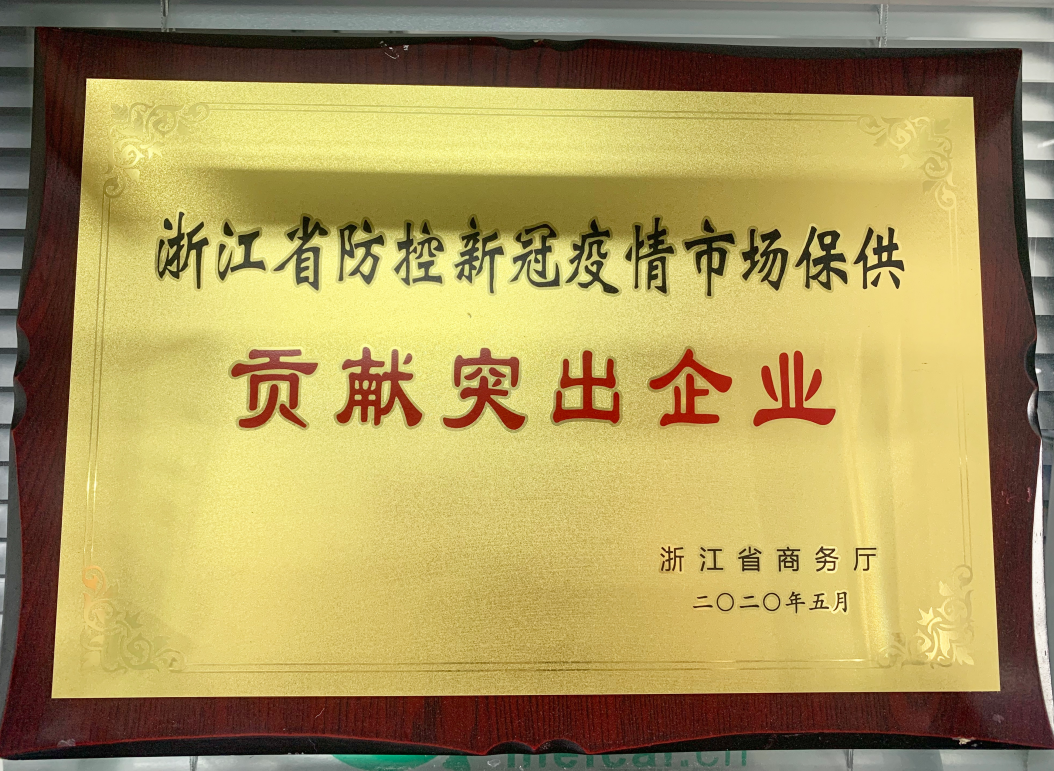 浙江省防控新冠疫情市场保供
贡献突出企业
浙江省商务厅
二〇二〇年五月